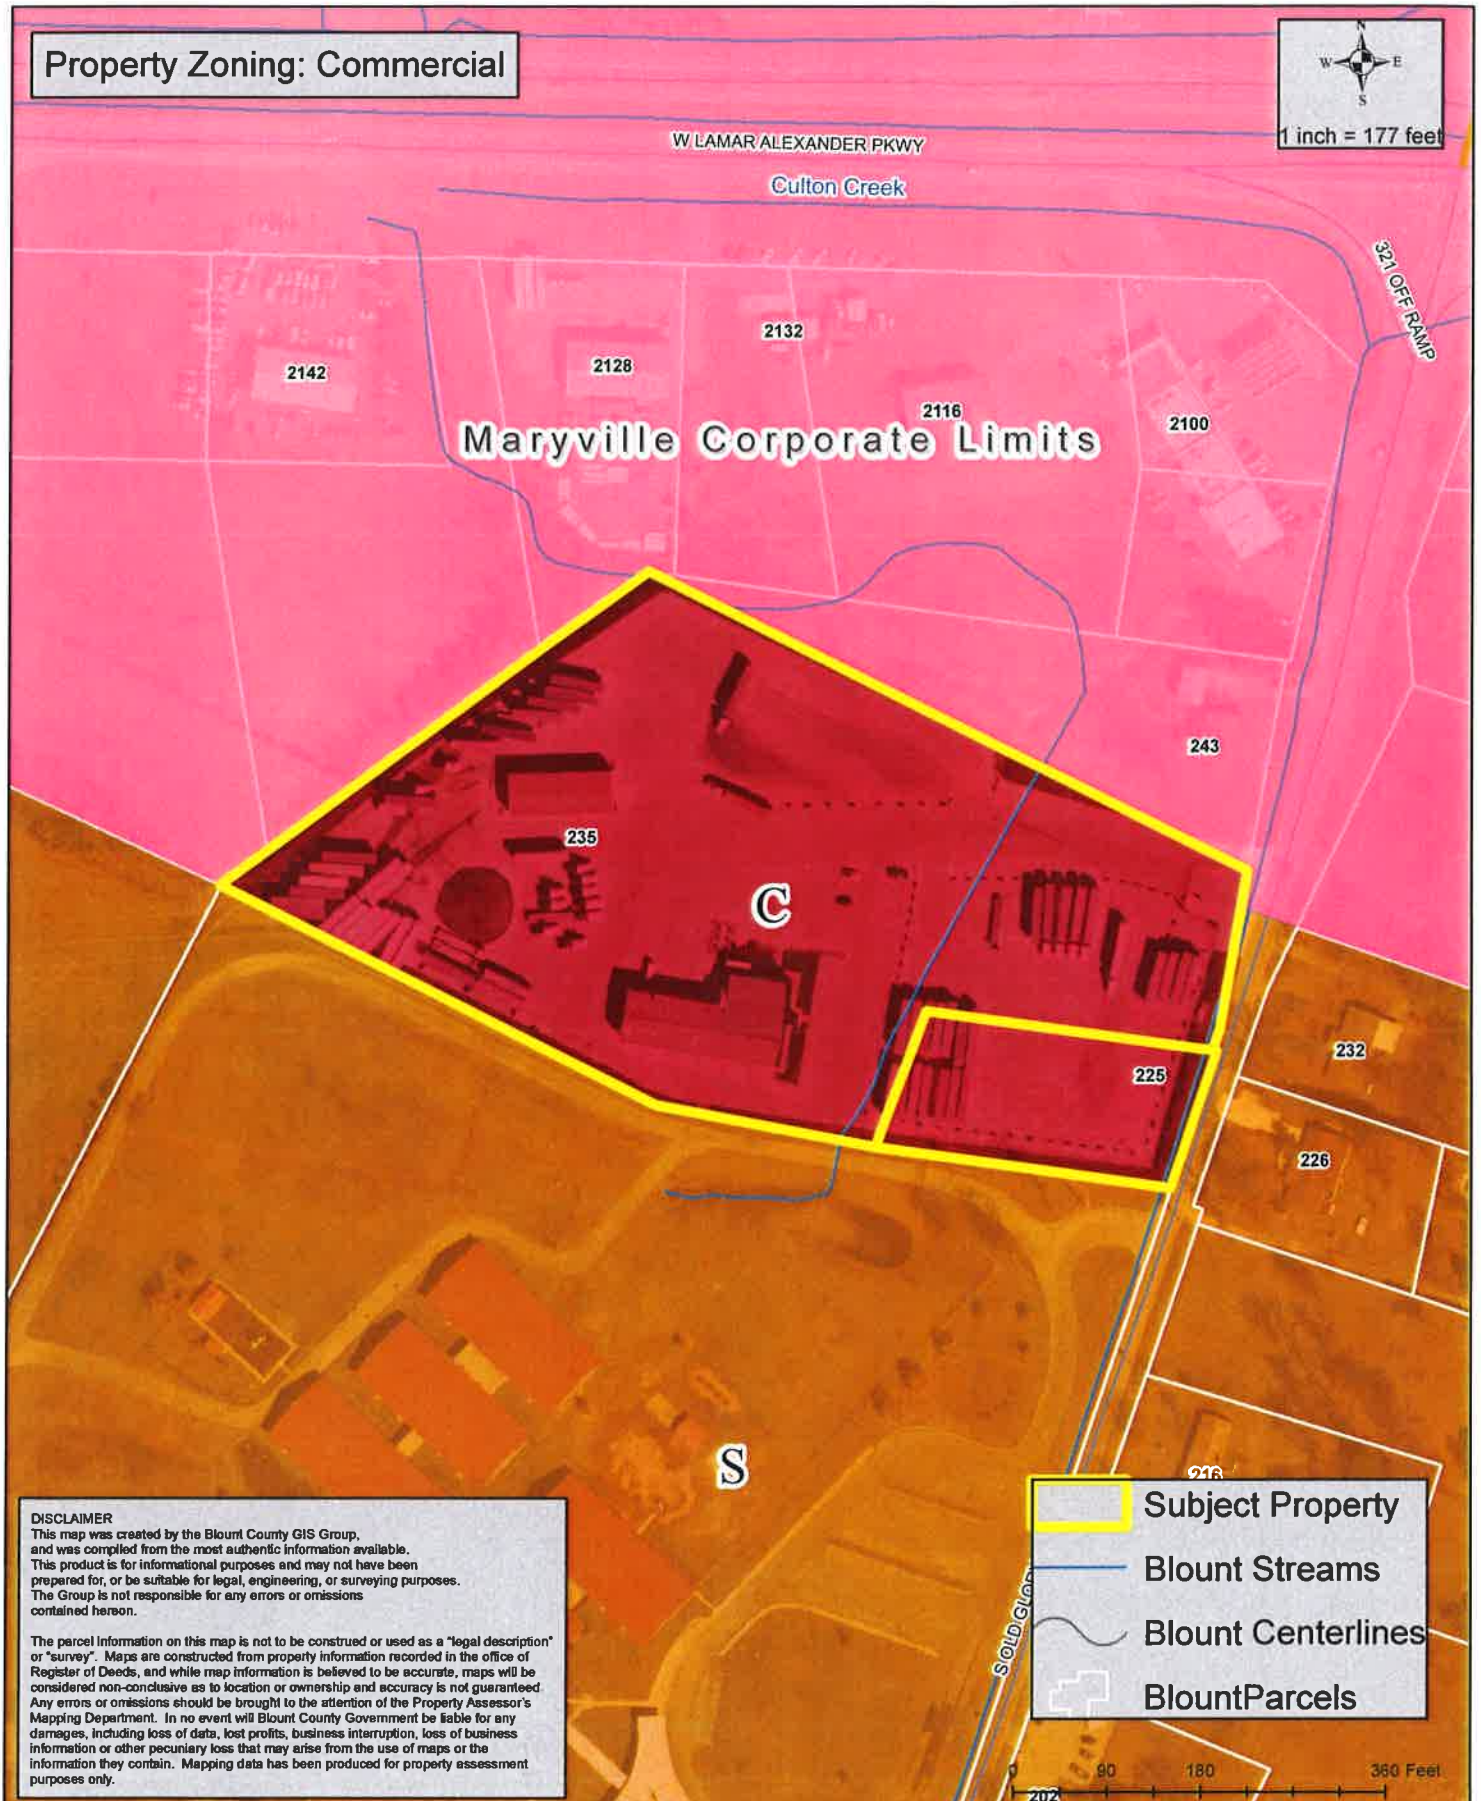 Property Zoning: Commercial
N
W E
S
1 inch = 177 feet
W LAMAR ALEXANDER PKWY
Culton Creek
321 OFF RAMP
2132
2128
2142
2116
2100
Maryville Corporate Limits
243
235
C
232
225
226
S
216
Subject Property
Blount Streams
Blount Centerlines
BlountParcels
S OLD
0 90 180 360 Feet
202
DISCLAIMER
This map was created by the Blount County GIS Group,
and was compiled from the most authentic information available.
This product is for informational purposes and may not have been
prepared for, or be suitable for legal, engineering, or surveying purposes.
The Group is not responsible for any errors or omissions
contained hereon.
The parcel information on this map is not to be construed or used as a "legal description"
or "survey". Maps are constructed from property information recorded in the office of
Register of Deeds, and while map information is believed to be accurate, maps will be
considered non-conclusive as to location or ownership and accuracy is not guaranteed
Any errors or omissions should be brought to the attention of the Property Assessor's
Mapping Department. In no event will Blount County Government be liable for any
damages, including loss of data, lost profits, business interruption, loss of business
information or other pecuniary loss that may arise from the use of maps or the
information they contain. Mapping data has been produced for property assessment
purposes only.